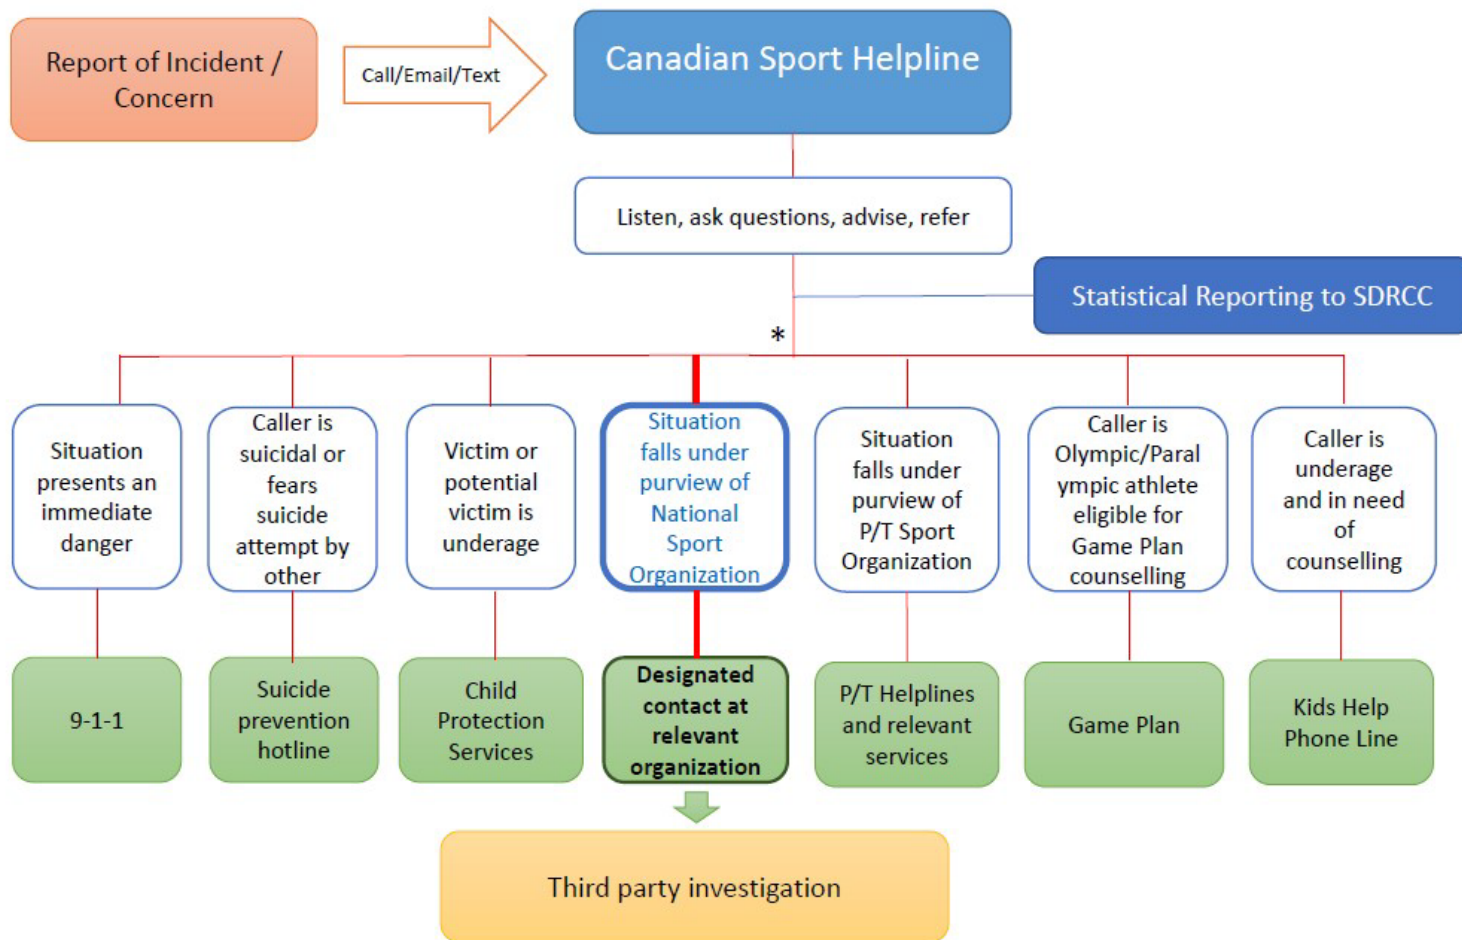 Report of Incident /
Concern
Call/Email/Text
Canadian Sport Helpline
Listen, ask questions, advise, refer
Statistical Reporting to SDRCC
*
Situation
presents an
immediate
danger
Caller is
suicidal or
fears
suicide
attempt by
other
Victim or
potential
victim is
underage
Situation
falls under
purview of
National
Sport
Organization
Situation
falls under
purview of
P/T Sport
Organization
Caller is
Olympic/Paral
ympic athlete
eligible for
Game Plan
counselling
Caller is
underage
and in need
of
counselling
9-1-1
Suicide
prevention
hotline
Child
Protection
Services
Designated
contact at
relevant
organization
P/T Helplines
and relevant
services
Game Plan
Kids Help
Phone Line
Third party investigation